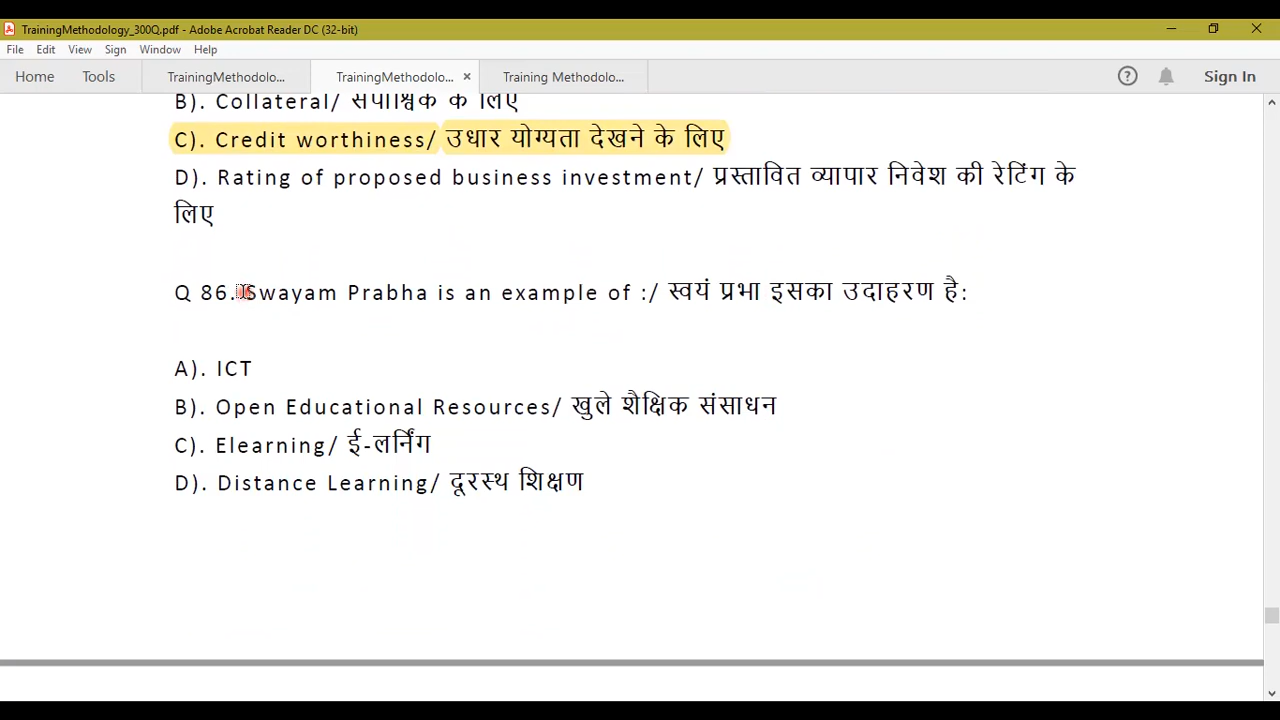 TrainingMethodology_300Q.pdf - Adobe Acrobat Reader DC (32-bit)
File Edit View Sign Window Help
Home Tools TrainingMethodolo... TrainingMethodolo... × Training Methodolo... Sign In
B). Collateral/ संपार्श्विक के लिए
C). Credit worthiness/ उधार योग्यता देखने के लिए
D). Rating of proposed business investment/ प्रस्तावित व्यापार निवेश की रेटिंग के
लिए
Q 86. Swayam Prabha is an example of :/ स्वयं प्रभा इसका उदाहरण है:
A). ICT
B). Open Educational Resources/ खुले शैक्षिक संसाधन
C). Elearning/ ई-लर्निंग
D). Distance Learning/ दूरस्थ शिक्षण